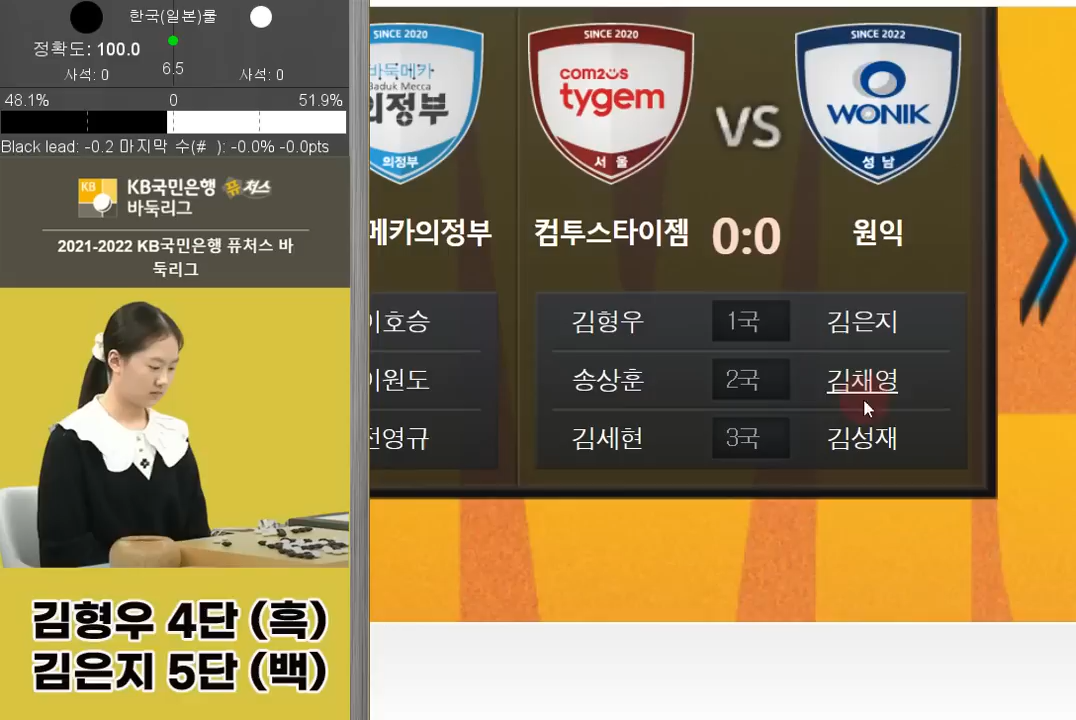 한국(일본)룰
정확도: 100.0
6.5
사석: 0
사석: 0
48.1%
0
51.9%
Black lead: -0.2 마지막 수(# ): -0.0% -0.0pts
KB
KB국민은행 퓨처스
바둑리그
2021-2022 KB국민은행 퓨처스 바
둑리그
김형우 4단 (흑)
김은지 5단 (백)
SINCE 2020
바둑메카
Baduk Mecca
의정부
의정부
메카의정부
이호승
이원도
전영규
SINCE 2020
com2us
tygem
서울
VS
SINCE 2022
WONIK
성남
컴투스타이젬
0:0
원익
김형우 1국 김은지
송상훈 2국 김채영
김세현 3국 김성재